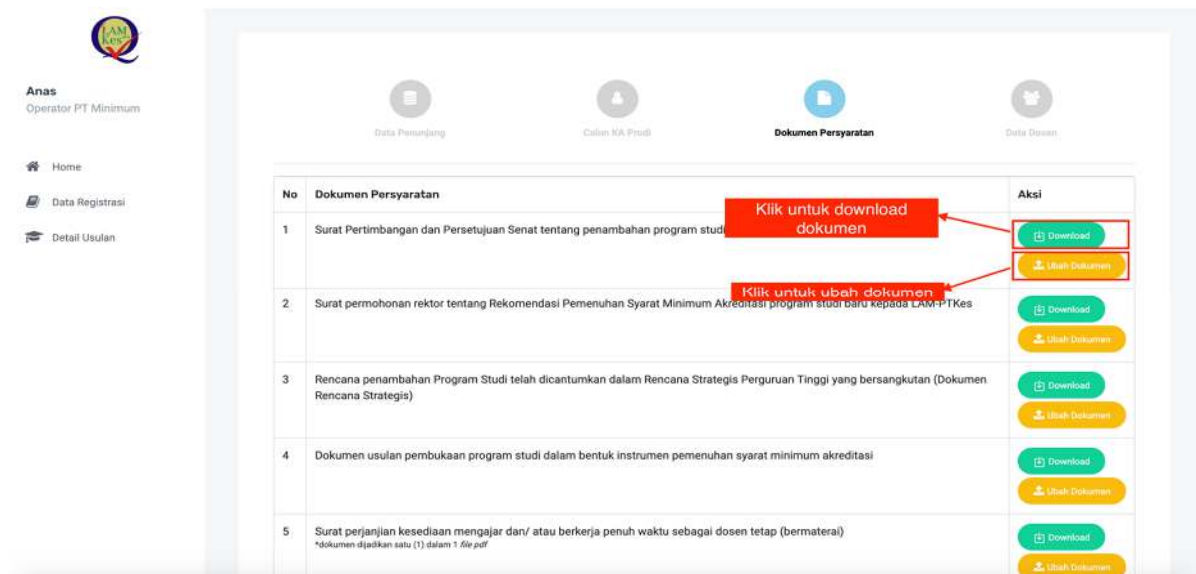 LAM
Kes
Anas
Operator PT Minimum
Home
Data Registrasi
Detail Usulan
Data Penunjang
Calon KA Prodi
Dokumen Persyaratan
Data Dosen
No Dokumen Persyaratan Aksi
1 Surat Pertimbangan dan Persetujuan Senat tentang penambahan program studi
Klik untuk download
dokumen
Download
Ubah Dokumen
Klik untuk ubah dokumen
2 Surat permohonan rektor tentang Rekomendasi Pemenuhan Syarat Minimum Akreditasi program studi baru kepada LAM-PTKes
Download
Ubah Dokumen
3 Rencana penambahan Program Studi telah dicantumkan dalam Rencana Strategis Perguruan Tinggi yang bersangkutan (Dokumen
Rencana Strategis)
Download
Ubah Dokumen
4 Dokumen usulan pembukaan program studi dalam bentuk instrumen pemenuhan syarat minimum akreditasi
Download
Ubah Dokumen
5 Surat perjanjian kesediaan mengajar dan/ atau berkerja penuh waktu sebagai dosen tetap (bermaterai)
*dokumen dijadikan satu (1) dalam 1 file pdf
Download
Ubah Dokumen